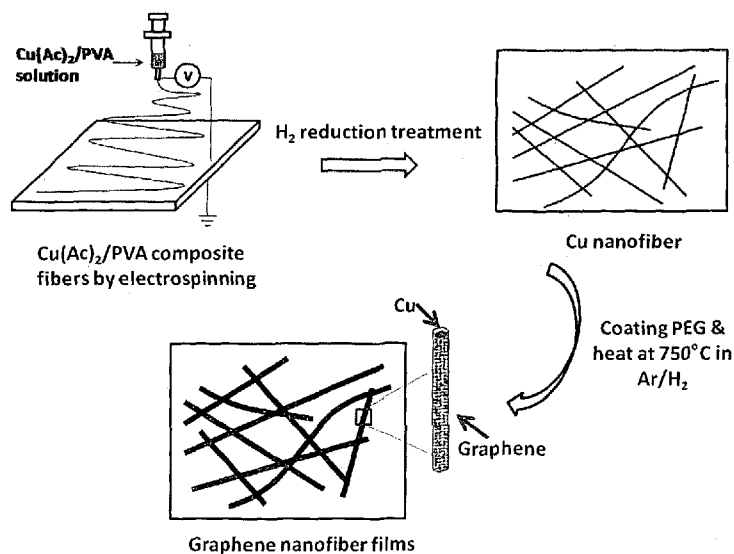 Cu(Ac)₂/PVA
solution
V
H₂ reduction treatment
Cu(Ac)₂/PVA composite
fibers by electrospinning
Cu nanofiber
Coating PEG &
heat at 750°C in
Ar/H₂
Cu
Graphene
Graphene nanofiber films